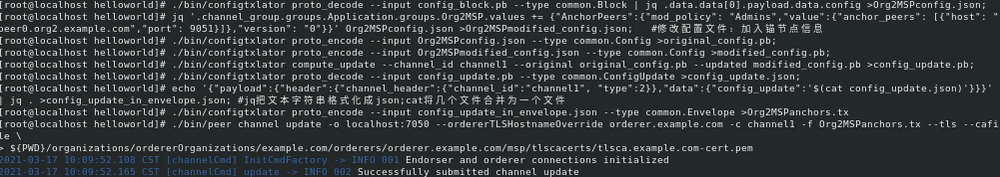 [root@localhost helloworld]# ./bin/configtxlator proto_decode --input config_block.pb --type common.Block | jq .data.data[0].payload.data.config >Org2MSPconfig.json;
[root@localhost helloworld]# jq '.channel_group.groups.Application.groups.Org2MSP.values += {"AnchorPeers":{"mod_policy": "Admins","value":{"anchor_peers": [{"host": "
peer0.org2.example.com","port": 9051}]},"version": "0"}}' Org2MSPconfig.json >Org2MSPmodified_config.json;   #修改配置文件：加入锚节点信息
[root@localhost helloworld]# ./bin/configtxlator proto_encode --input Org2MSPconfig.json --type common.Config >original_config.pb;
[root@localhost helloworld]# ./bin/configtxlator proto_encode --input Org2MSPmodified_config.json --type common.Config >modified_config.pb;
[root@localhost helloworld]# ./bin/configtxlator compute_update --channel_id channel1 --original original_config.pb --updated modified_config.pb >config_update.pb;
[root@localhost helloworld]# ./bin/configtxlator proto_decode --input config_update.pb --type common.ConfigUpdate >config_update.json;
[root@localhost helloworld]# echo '{"payload":{"header":{"channel_header":{"channel_id":"channel1", "type":2}},"data":{"config_update":'$(cat config_update.json)'}}}'
| jq . >config_update_in_envelope.json; #jq把文本字符串格式化成json;cat将几个文件合并为一个文件
[root@localhost helloworld]# ./bin/configtxlator proto_encode --input config_update_in_envelope.json --type common.Envelope >Org2MSPanchors.tx
[root@localhost helloworld]# ./bin/peer channel update -o localhost:7050 --ordererTLSHostnameOverride orderer.example.com -c channel1 -f Org2MSPanchors.tx --tls --cafi
le \
> ${PWD}/organizations/ordererOrganizations/example.com/orderers/orderer.example.com/msp/tlscacerts/tlsca.example.com-cert.pem
2021-03-17 10:09:52.108 CST [channelCmd] InitCmdFactory -> INFO 001 Endorser and orderer connections initialized
2021-03-17 10:09:52.165 CST [channelCmd] update -> INFO 002 Successfully submitted channel update